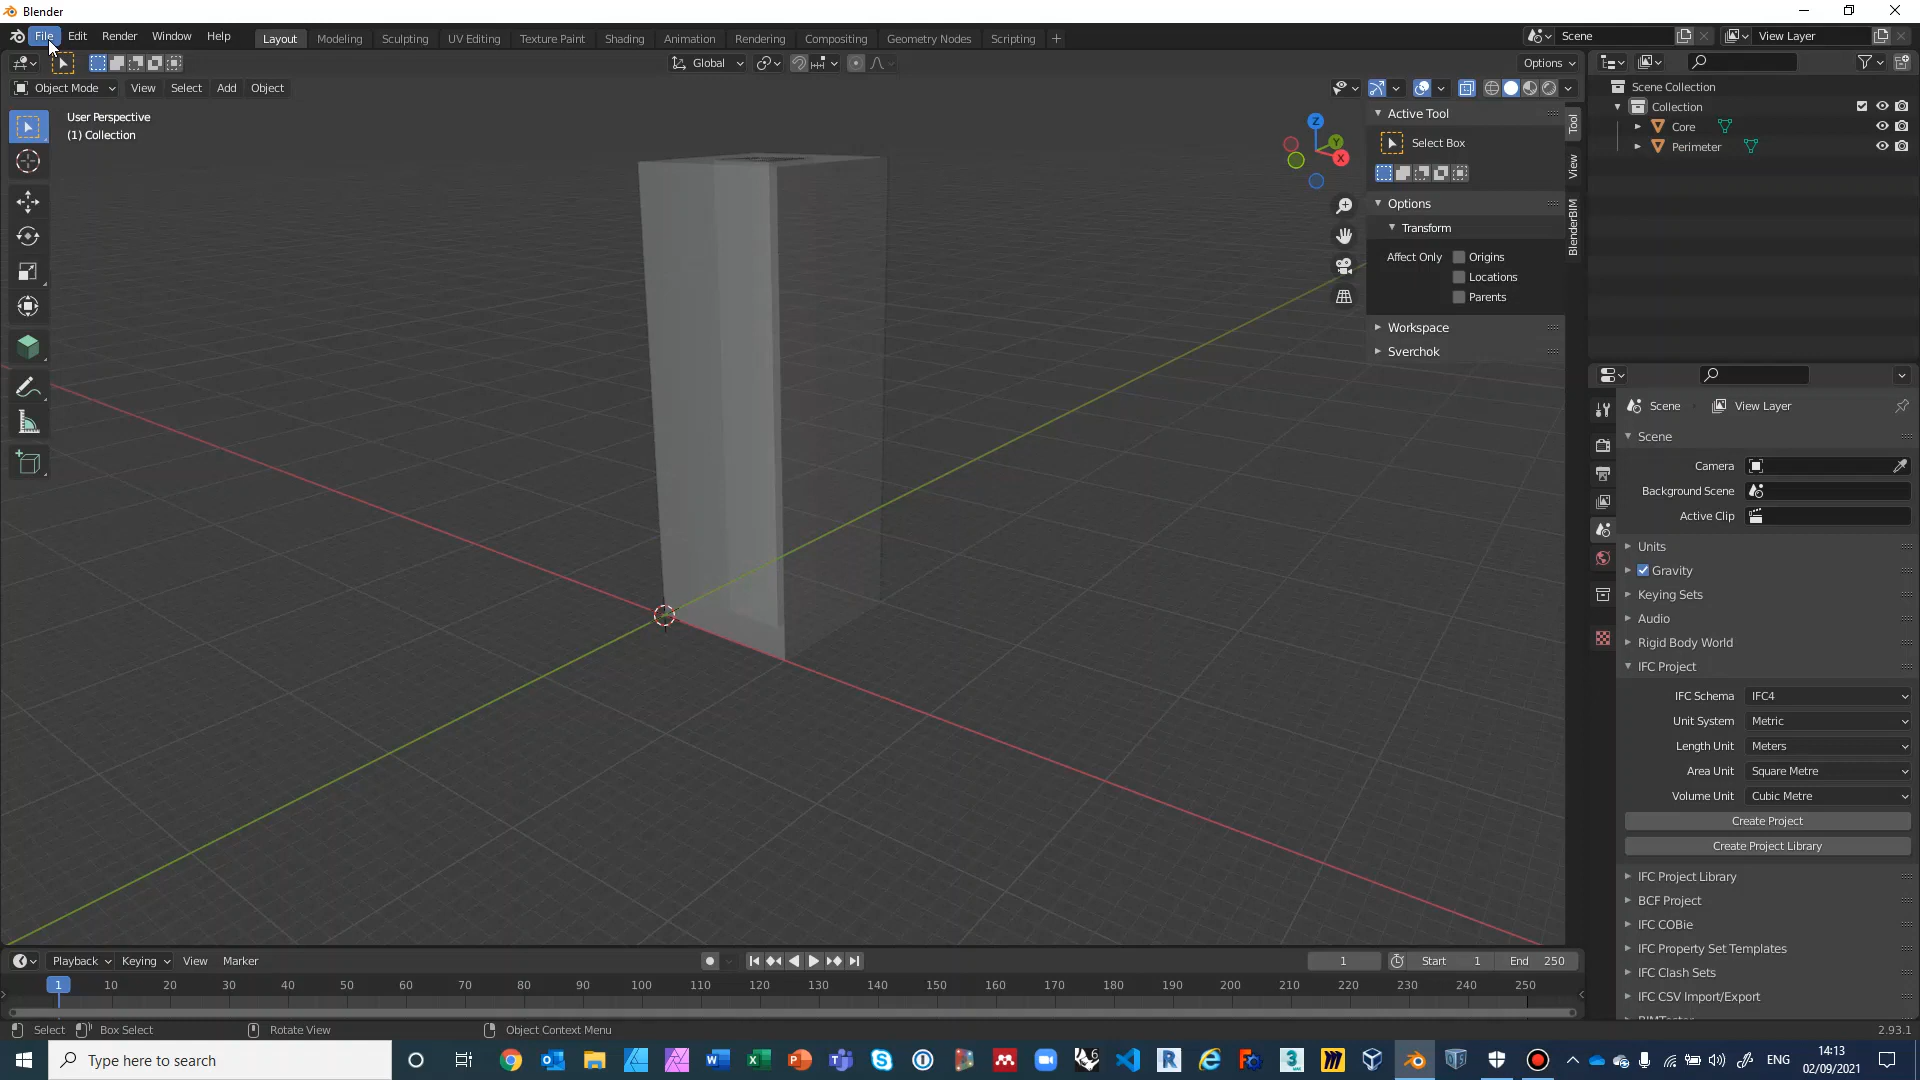 Blender
File Edit Render Window Help Layout Modeling Sculpting UV Editing Texture Paint Shading Animation Rendering Compositing Geometry Nodes Scripting + Scene View Layer
Global Options
Object Mode View Select Add Object
User Perspective
(1) Collection
Z
Y
X
Active Tool
Select Box
Options
Transform
Affect Only Origins
Locations
Parents
Workspace
Sverchok
Tool
View
BlenderBIM
Scene Collection
Collection
Core
Perimeter
Scene View Layer
Scene
Camera
Background Scene
Active Clip
Units
Gravity
Keying Sets
Audio
Rigid Body World
IFC Project
IFC Schema IFC4
Unit System Metric
Length Unit Meters
Area Unit Square Metre
Volume Unit Cubic Metre
Create Project
Create Project Library
IFC Project Library
BCF Project
IFC COBie
IFC Property Set Templates
IFC Clash Sets
IFC CSV Import/Export
Playback Keying View Marker 1 Start 1 End 250
1 10 20 30 40 50 60 70 80 90 100 110 120 130 140 150 160 170 180 190 200 210 220 230 240 250
Select Box Select Rotate View Object Context Menu 2.93.1
Type here to search ENG 14:13
02/09/2021